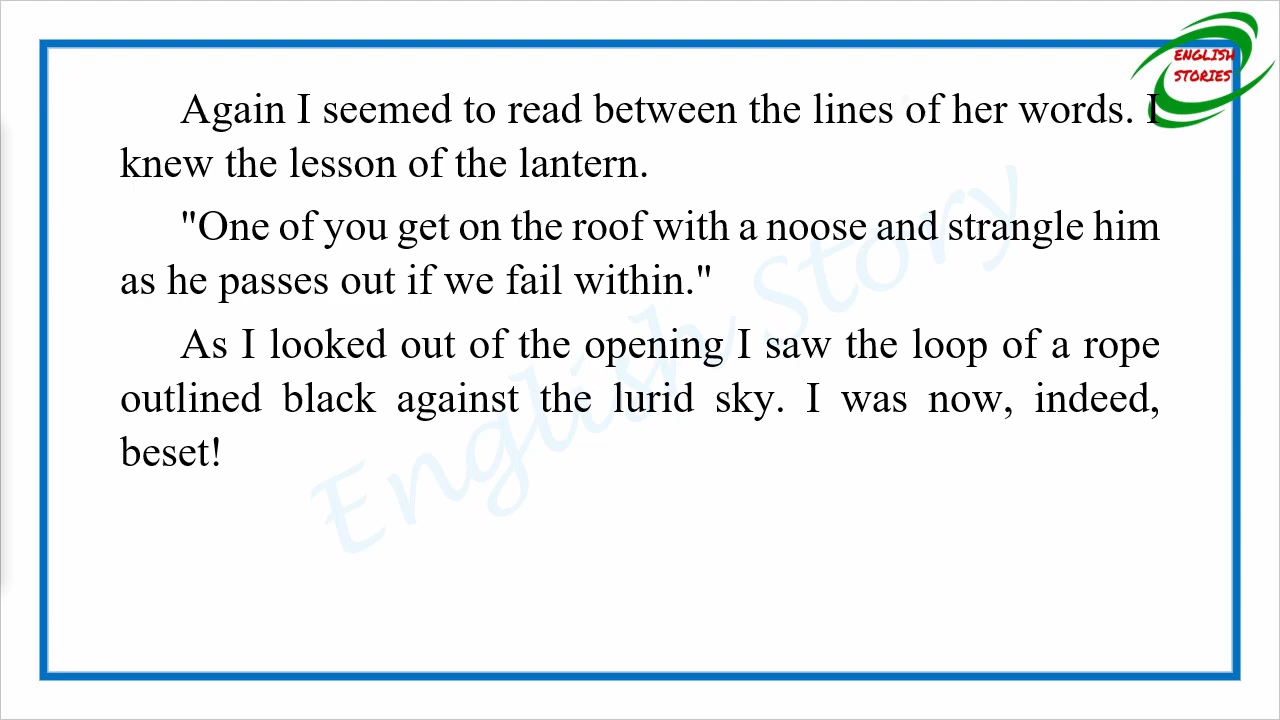 ENGLISH
STORIES
Again I seemed to read between the lines of her words. I
knew the lesson of the lantern.
"One of you get on the roof with a noose and strangle him
as he passes out if we fail within."
As I looked out of the opening I saw the loop of a rope
outlined black against the lurid sky. I was now, indeed,
beset!
English Story